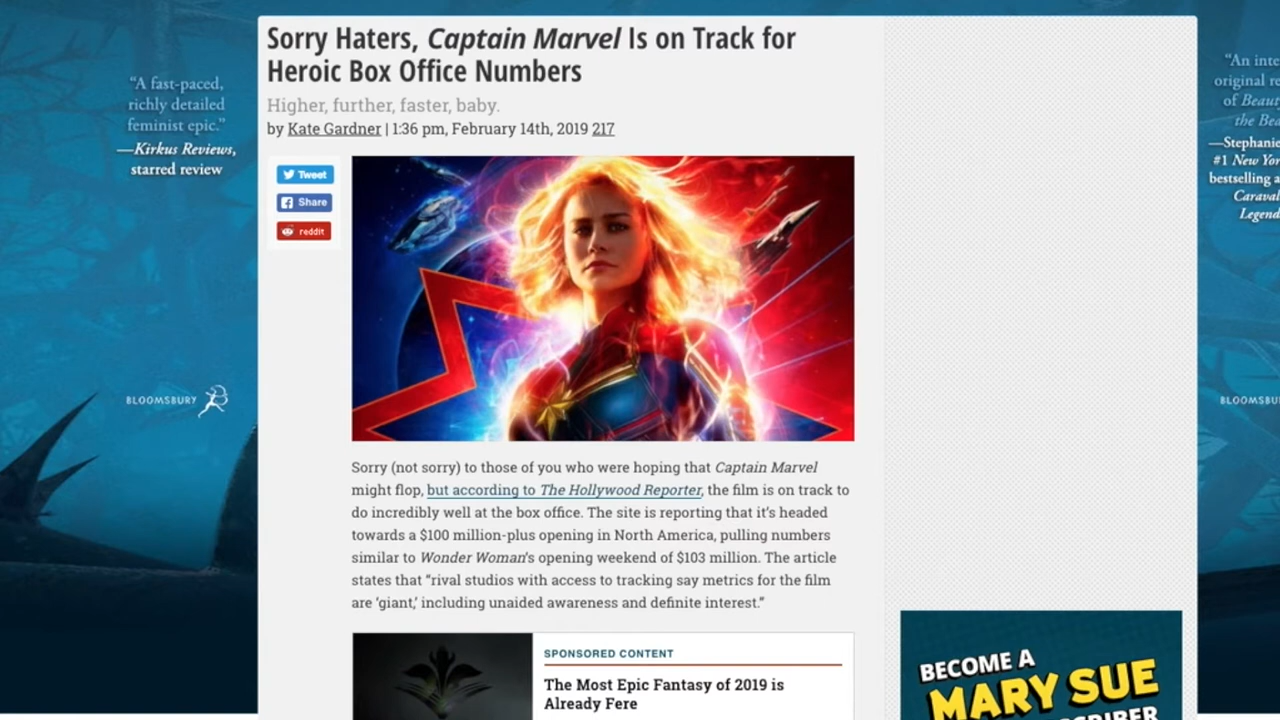 Sorry Haters, Captain Marvel Is on Track for
Heroic Box Office Numbers
Higher, further, faster, baby.
by Kate Gardner | 1:36 pm, February 14th, 2019 217
Tweet
Share
reddit
Sorry (not sorry) to those of you who were hoping that Captain Marvel
might flop, but according to The Hollywood Reporter, the film is on track to
do incredibly well at the box office. The site is reporting that it's headed
towards a $100 million-plus opening in North America, pulling numbers
similar to Wonder Woman's opening weekend of $103 million. The article
states that “rival studios with access to tracking say metrics for the film
are ‘giant,’ including unaided awareness and definite interest.”
SPONSORED CONTENT
The Most Epic Fantasy of 2019 is
Already Fere
“A fast-paced,
richly detailed
feminist epic.”
—Kirkus Reviews,
starred review
BLOOMSBURY
“An inte
original re
of Beauty
the Bea
—Stephanie
#1 New Yor
bestselling a
Caraval
Legend
BLOOMSBU
BECOME A
MARY SUE